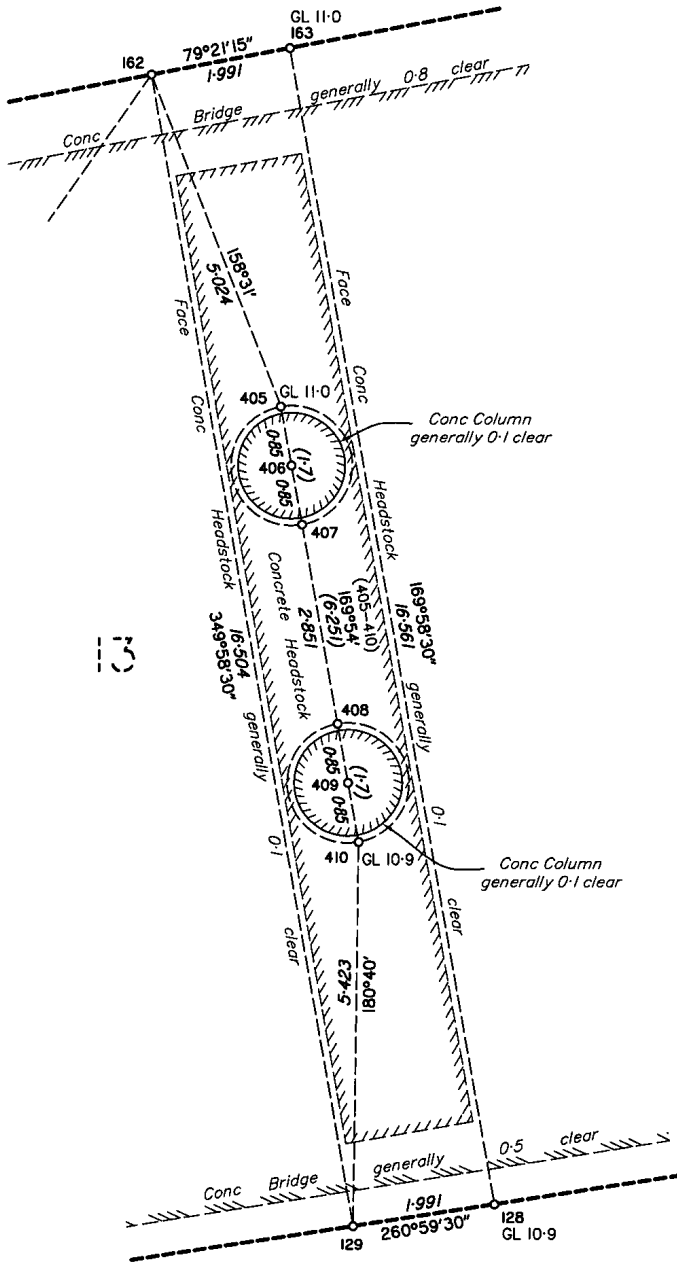 GL 11·0
163
79°21'15"
1·991
162
Conc Bridge generally 0·8 clear
158°31'
5·024
Face
Conc
Headstock
generally
0·1
clear
Face
Conc
Headstock
generally
0·1
clear
405
GL 11·0
Conc Column
generally 0·1 clear
0·85
(1·7)
406
0·85
407
Concrete Headstock
2·851
(6·251)
169°54'
(405-410)
169°58'30"
16·561
16·504
349°58'30"
13
408
0·85
(1·7)
409
0·85
410
GL 10·9
Conc Column
generally 0·1 clear
5·423
180°40'
Conc Bridge generally 0·5 clear
1·991
260°59'30"
129
128
GL 10·9